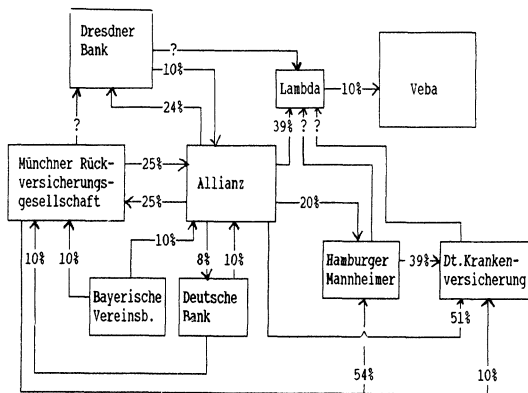 Dresdner
Bank
?
10%
24%
Lambda
10%
Veba
?
39%
?
?
Münchner Rück-
versicherungs-
gesellschaft
25%
25%
Allianz
20%
10%
10%
10%
8%
10%
Bayerische
Vereinsb.
Deutsche
Bank
Hamburger
Mannheimer
39%
Dt.Kranken-
versicherung
51%
54%
10%